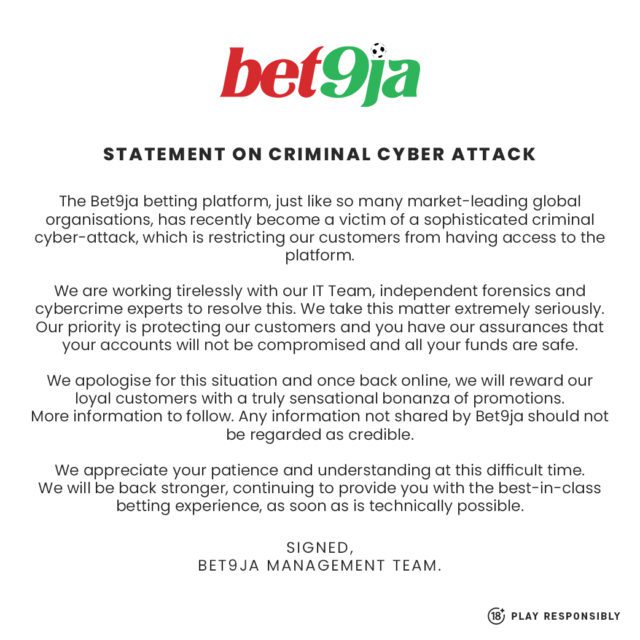 bet9ja
STATEMENT ON CRIMINAL CYBER ATTACK
The Bet9ja betting platform, just like so many market-leading global
organisations, has recently become a victim of a sophisticated criminal
cyber-attack, which is restricting our customers from having access to the
platform.
We are working tirelessly with our IT Team, independent forensics and
cybercrime experts to resolve this. We take this matter extremely seriously.
Our priority is protecting our customers and you have our assurances that
your accounts will not be compromised and all your funds are safe.
We apologise for this situation and once back online, we will reward our
loyal customers with a truly sensational bonanza of promotions.
More information to follow. Any information not shared by Bet9ja should not
be regarded as credible.
We appreciate your patience and understanding at this difficult time.
We will be back stronger, continuing to provide you with the best-in-class
betting experience, as soon as is technically possible.
SIGNED,
BET9JA MANAGEMENT TEAM.
18+ PLAY RESPONSIBLY